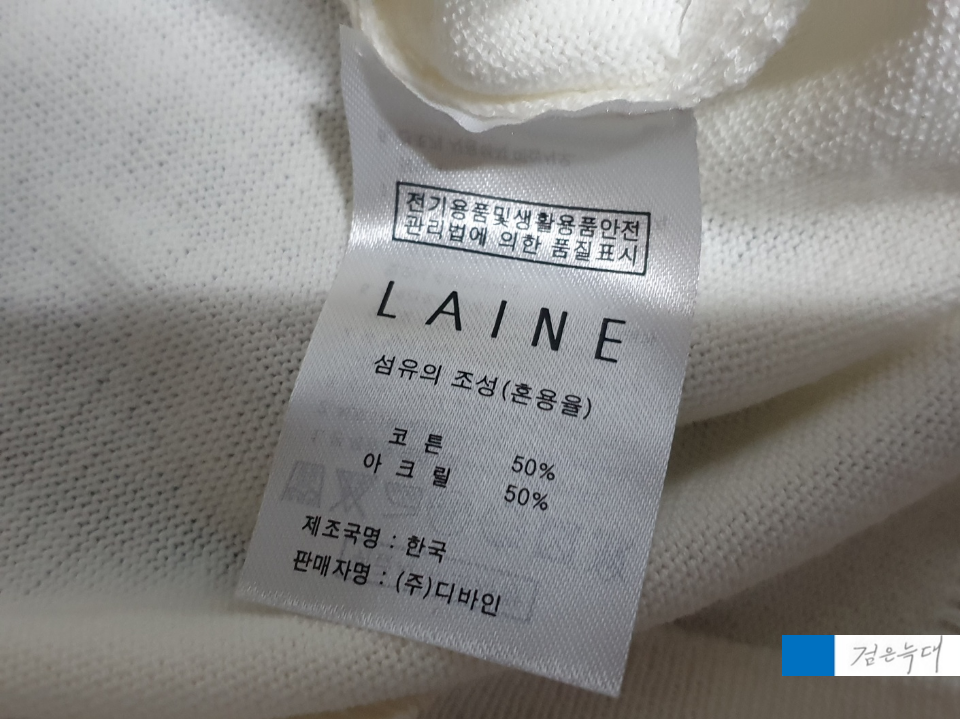 전기용품및생활용품안전
관리법에 의한 품질표시
LAINE
섬유의 조성(혼용율)
코튼 50%
아크릴 50%
제조국명 : 한국
판매자명 : (주)디바인
검은늑대